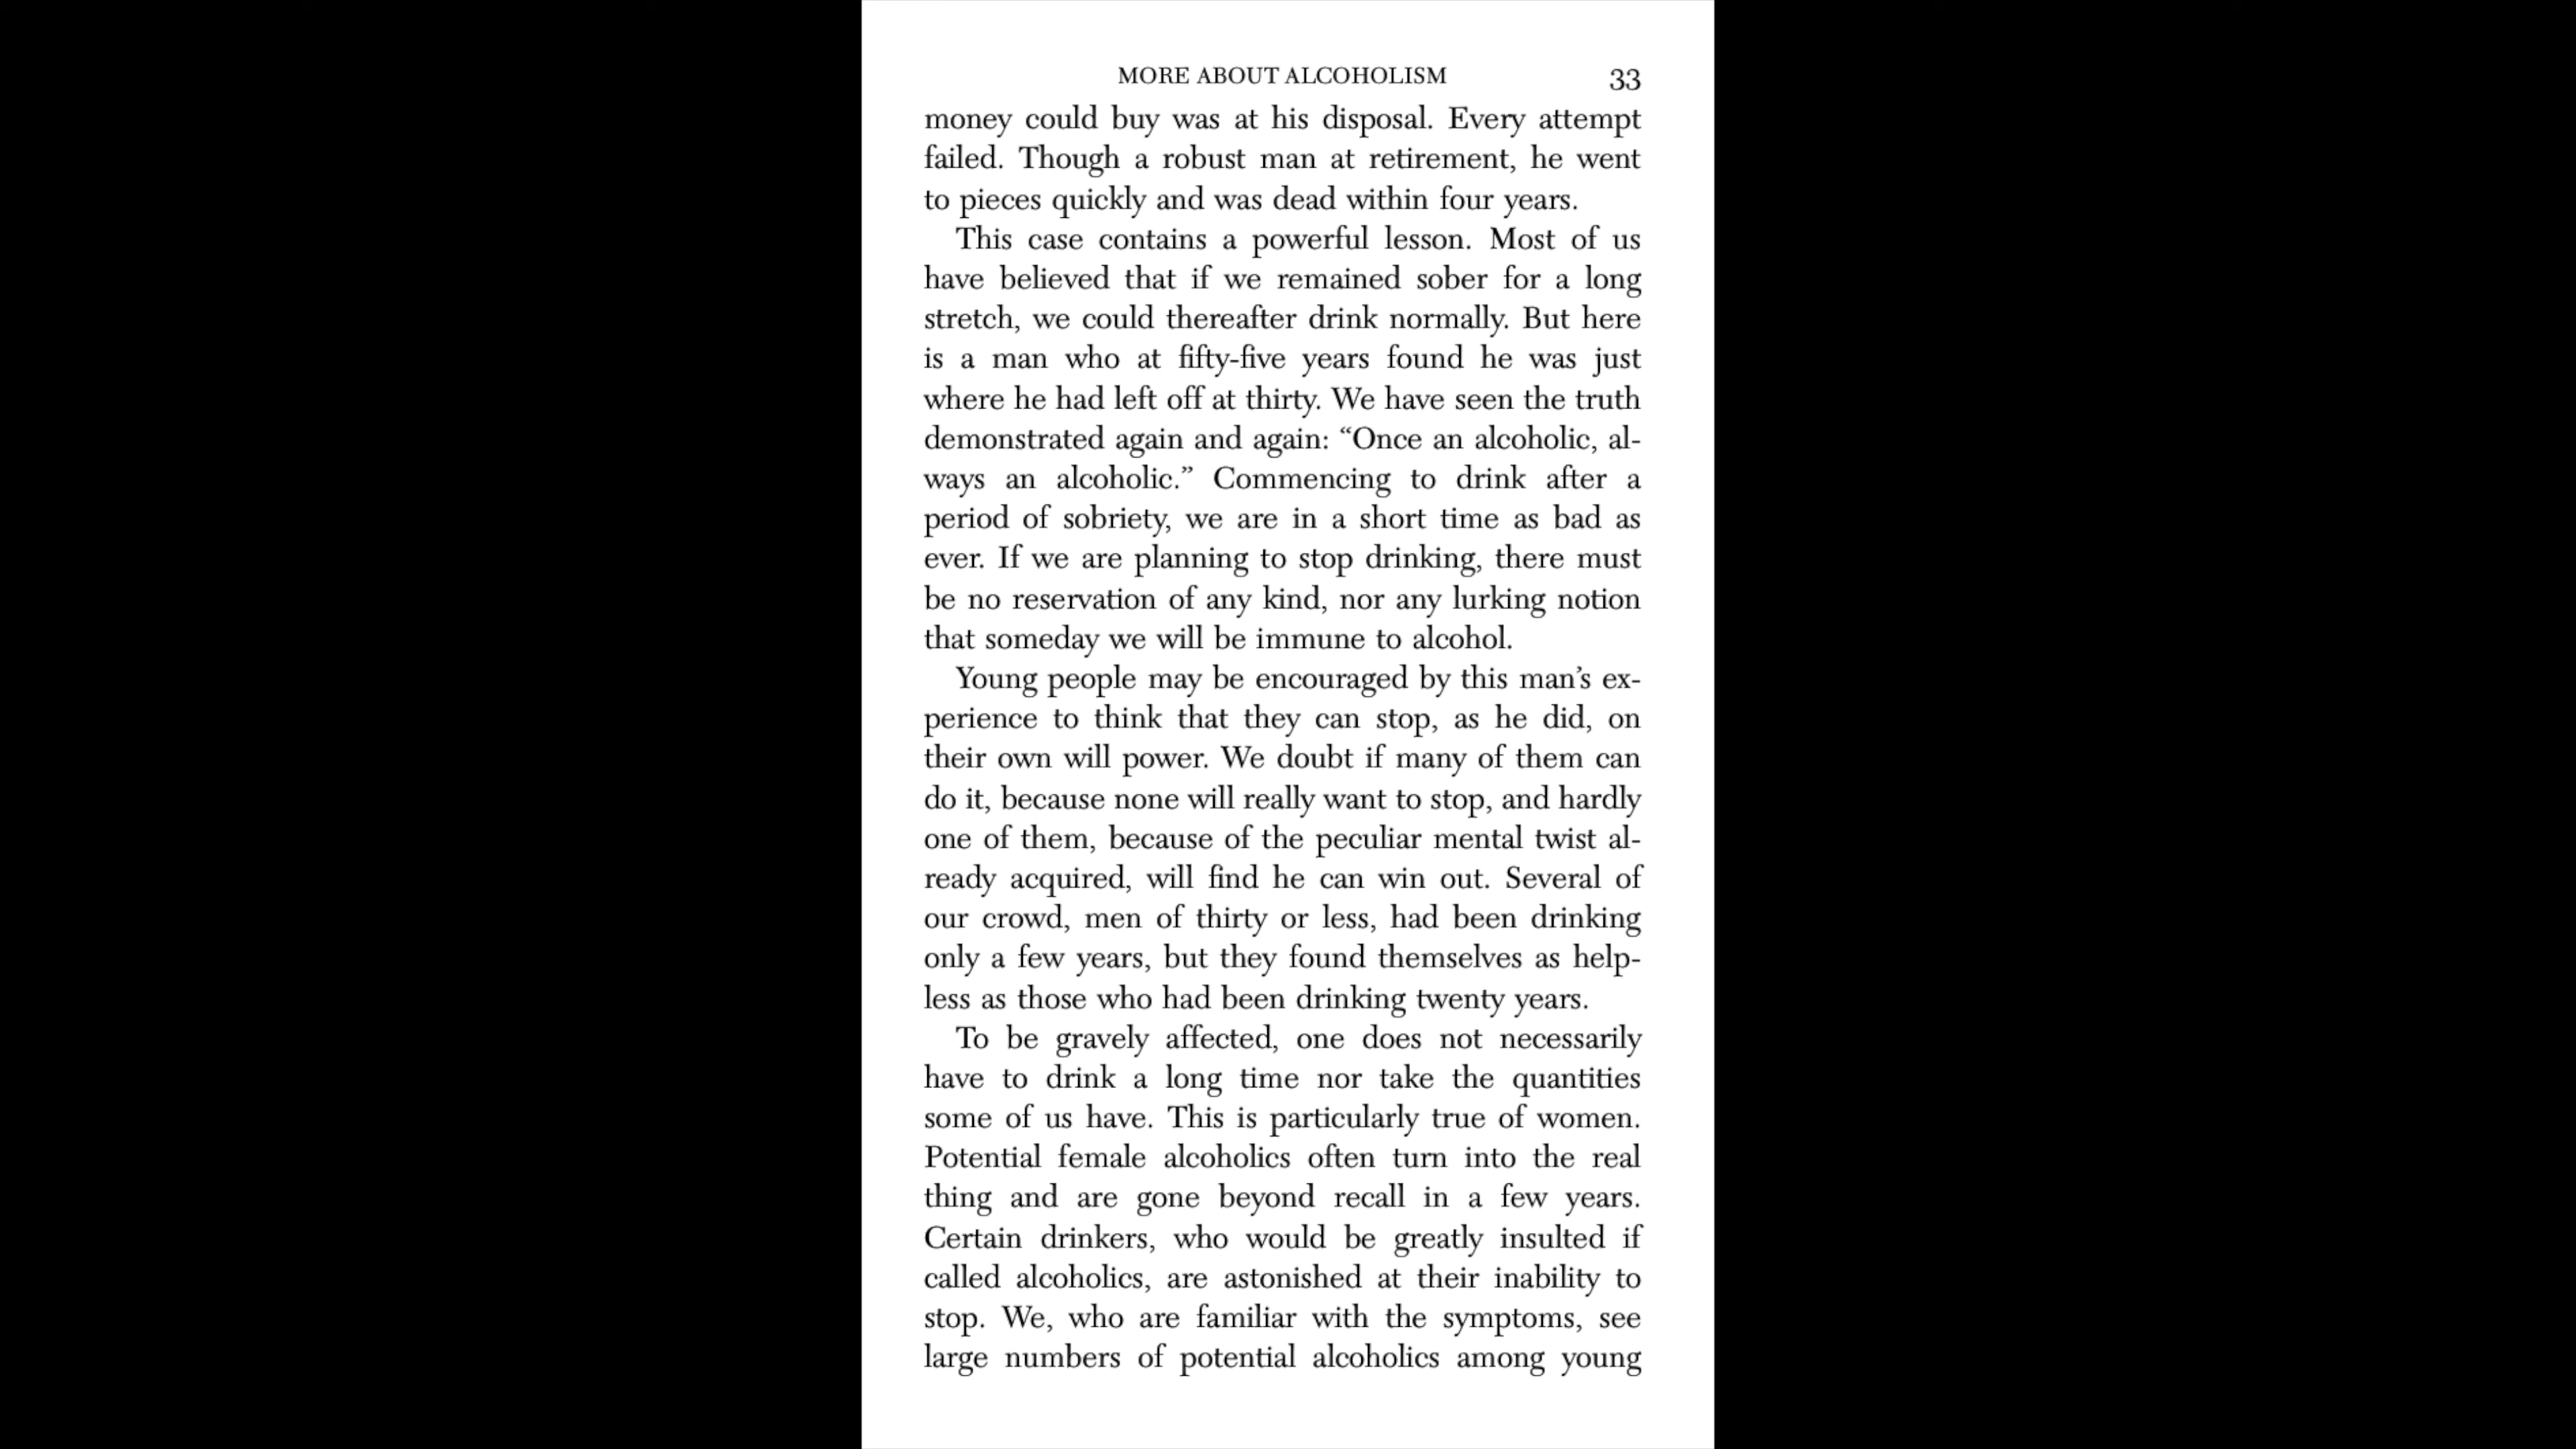 MORE ABOUT ALCOHOLISM 33
money could buy was at his disposal. Every attempt
failed. Though a robust man at retirement, he went
to pieces quickly and was dead within four years.
This case contains a powerful lesson. Most of us
have believed that if we remained sober for a long
stretch, we could thereafter drink normally. But here
is a man who at fifty-five years found he was just
where he had left off at thirty. We have seen the truth
demonstrated again and again: “Once an alcoholic, al-
ways an alcoholic.” Commencing to drink after a
period of sobriety, we are in a short time as bad as
ever. If we are planning to stop drinking, there must
be no reservation of any kind, nor any lurking notion
that someday we will be immune to alcohol.
Young people may be encouraged by this man’s ex-
perience to think that they can stop, as he did, on
their own will power. We doubt if many of them can
do it, because none will really want to stop, and hardly
one of them, because of the peculiar mental twist al-
ready acquired, will find he can win out. Several of
our crowd, men of thirty or less, had been drinking
only a few years, but they found themselves as help-
less as those who had been drinking twenty years.
To be gravely affected, one does not necessarily
have to drink a long time nor take the quantities
some of us have. This is particularly true of women.
Potential female alcoholics often turn into the real
thing and are gone beyond recall in a few years.
Certain drinkers, who would be greatly insulted if
called alcoholics, are astonished at their inability to
stop. We, who are familiar with the symptoms, see
large numbers of potential alcoholics among young